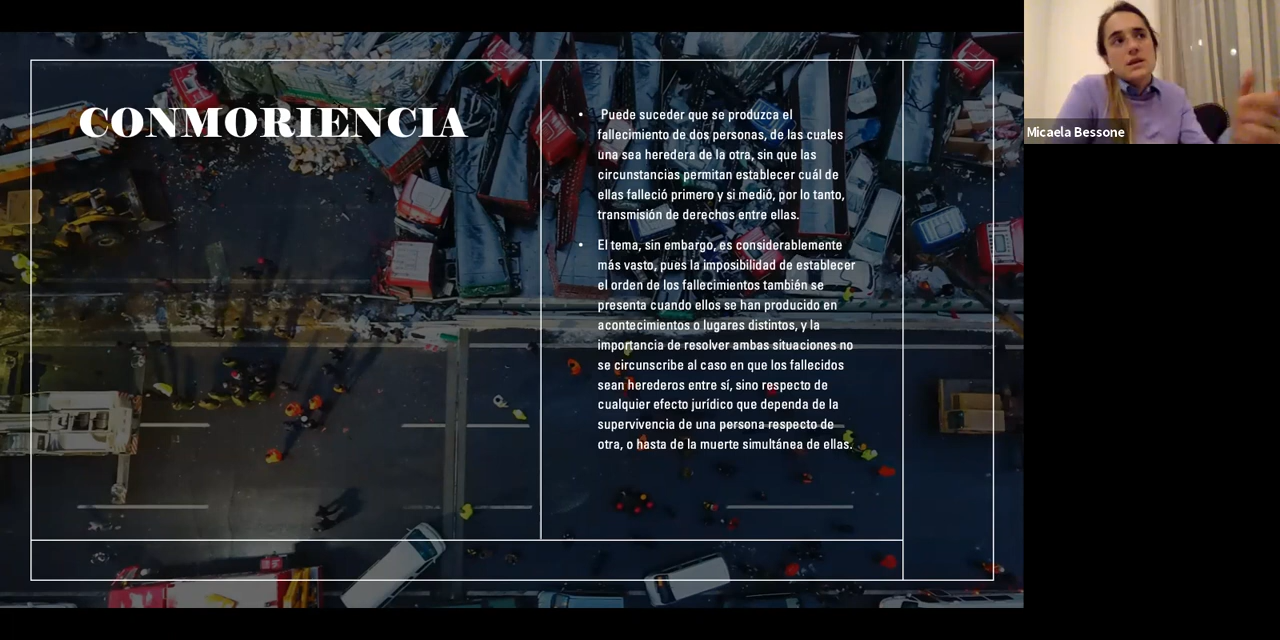 CONMORIENCIA
• Puede suceder que se produzca el
fallecimiento de dos personas, de las cuales
una sea heredera de la otra, sin que las
circunstancias permitan establecer cuál de
ellas falleció primero y si medió, por lo tanto,
transmisión de derechos entre ellas.
• El tema, sin embargo, es considerablemente
más vasto, pues la imposibilidad de establecer
el orden de los fallecimientos también se
presenta cuando ellos se han producido en
acontecimientos o lugares distintos, y la
importancia de resolver ambas situaciones no
se circunscribe al caso en que los fallecidos
sean herederos entre sí, sino respecto de
cualquier efecto jurídico que dependa de la
supervivencia de una persona respecto de
otra, o hasta de la muerte simultánea de ellas.
Micaela Bessone